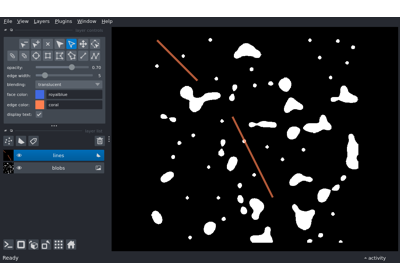 File View Layers Plugins Window Help
opacity: 0.70
edge width: 5
blending: translucent
face color: royalblue
edge color: coral
display text: ✓
lines
blobs
Ready
activity